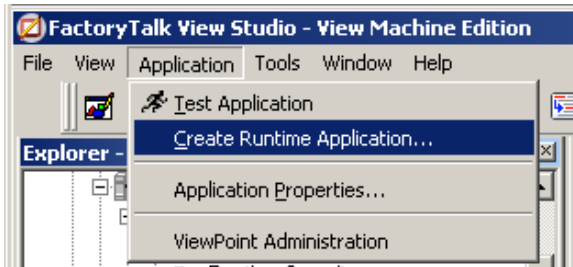 FactoryTalk View Studio - View Machine Edition
File View Application Tools Window Help
Test Application
Create Runtime Application...
Explorer -
Application Properties...
ViewPoint Administration